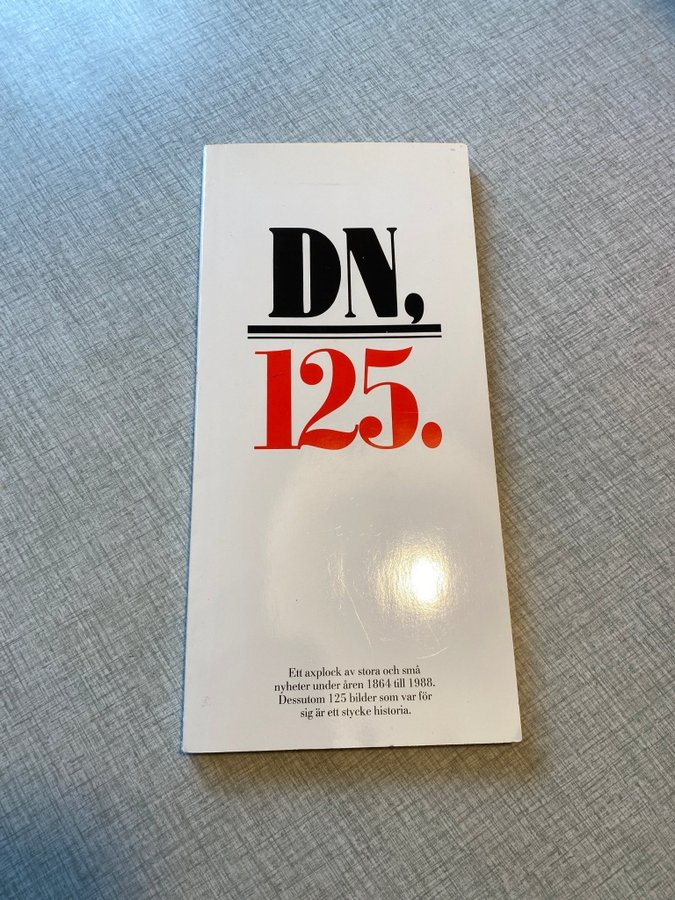 DN,
125.
Ett axplock av stora och små
nyheter under åren 1864 till 1988.
Dessutom 125 bilder som var för
sig är ett stycke historia.